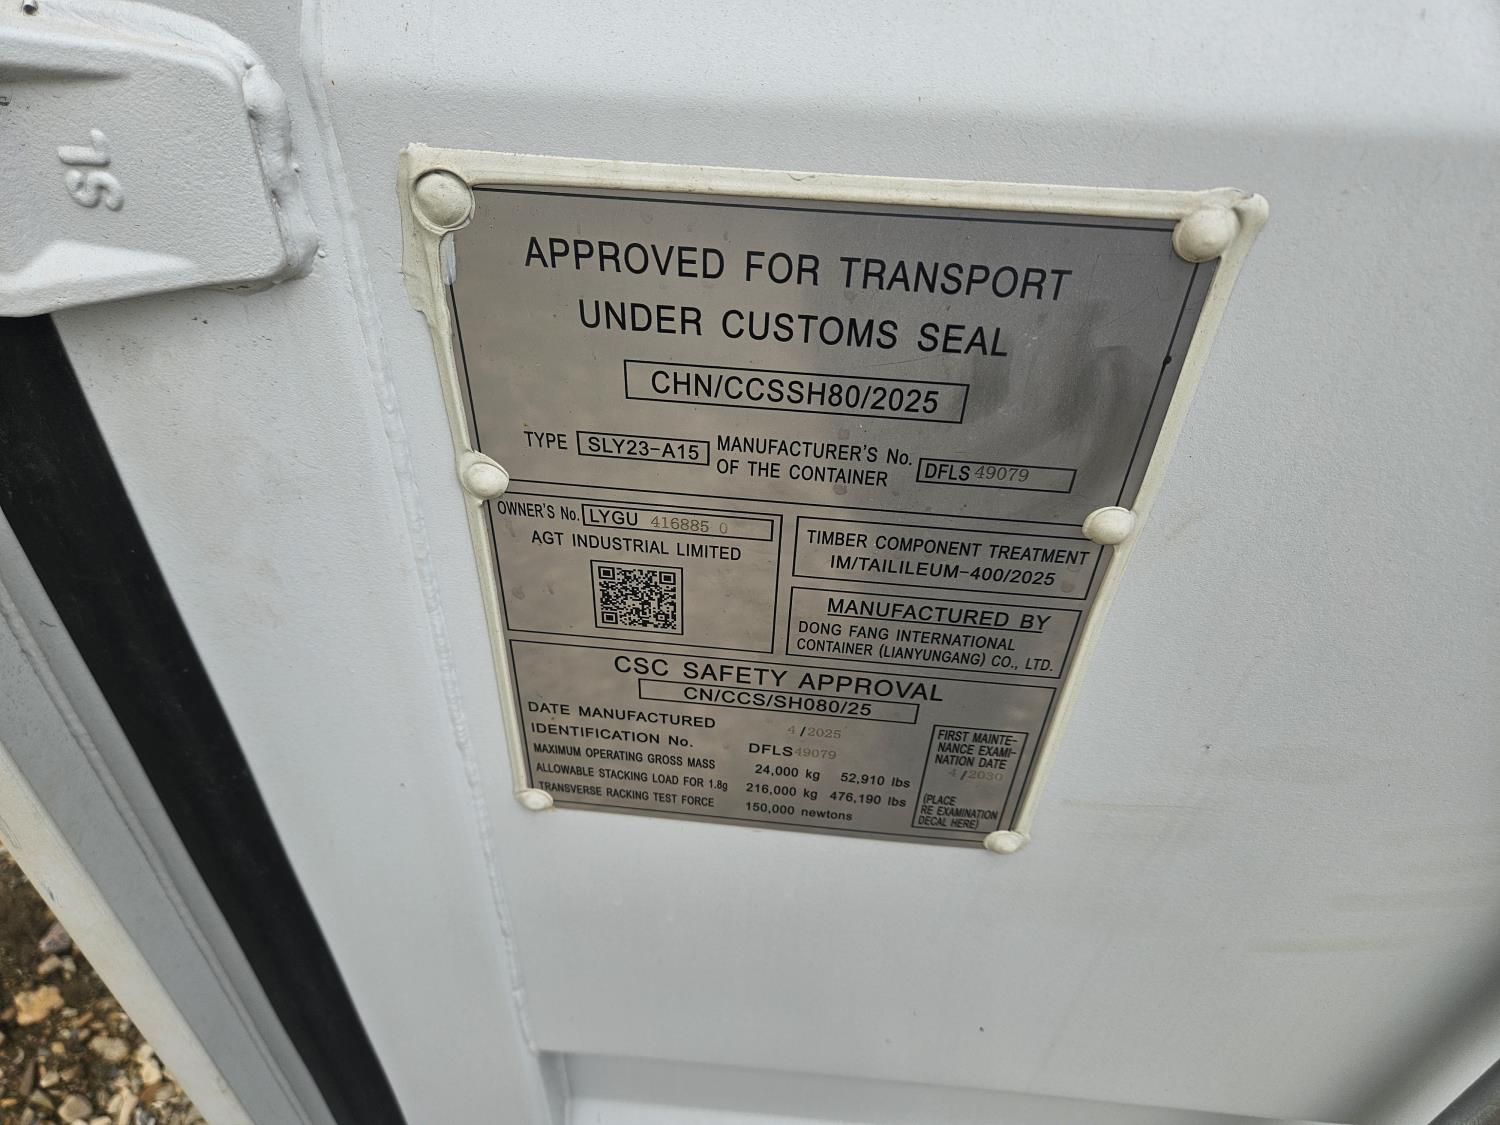 SL
APPROVED FOR TRANSPORT
UNDER CUSTOMS SEAL
CHN/CCSSH80/2025
TYPE SLY23-A15 MANUFACTURER'S No. OF THE CONTAINER DFLS 49079
OWNER'S No. LYGU 416885 0
AGT INDUSTRIAL LIMITED
TIMBER COMPONENT TREATMENT
IM/TAILILEUM-400/2025
MANUFACTURED BY
DONG FANG INTERNATIONAL
CONTAINER (LIANYUNGANG) CO., LTD.
CSC SAFETY APPROVAL
CN/CCS/SH080/25
DATE MANUFACTURED 4/2025
IDENTIFICATION No. DFLS49079
MAXIMUM OPERATING GROSS MASS 24,000 kg 52,910 lbs
ALLOWABLE STACKING LOAD FOR 1.8g 216,000 kg 476,190 lbs
TRANSVERSE RACKING TEST FORCE 150,000 newtons
FIRST MAINTE-
NANCE EXAMI-
NATION DATE
4/2030
(PLACE
RE EXAMINATION
DECAL HERE)